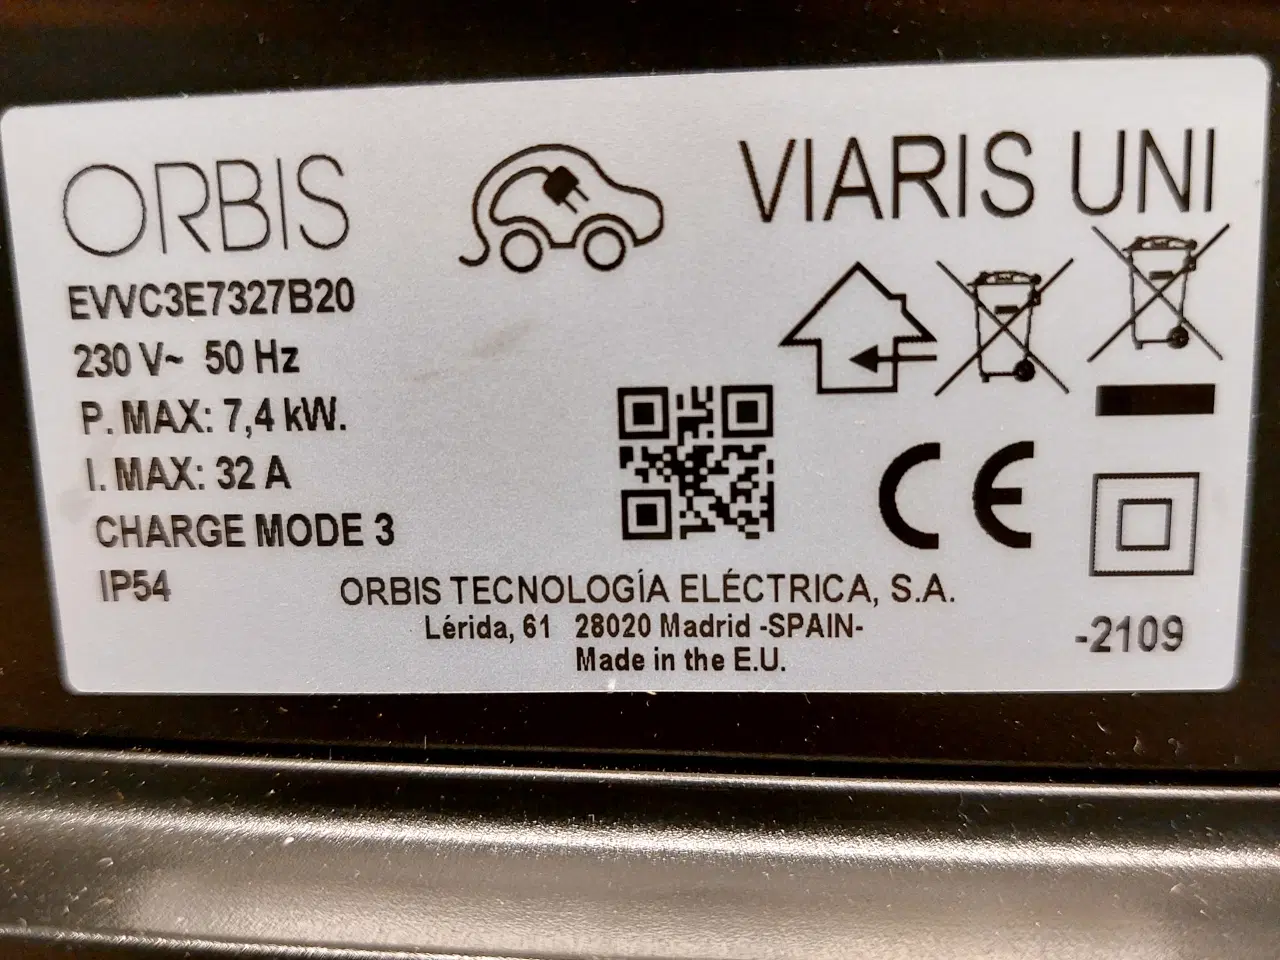 ORBIS
VIARIS UNI
EVVC3E7327B20
230 V~ 50 Hz
P. MAX: 7,4 kW.
I. MAX: 32 A
CHARGE MODE 3
IP54
CE
ORBIS TECNOLOGÍA ELÉCTRICA, S.A.
Lérida, 61 28020 Madrid -SPAIN-
Made in the E.U.
-2109